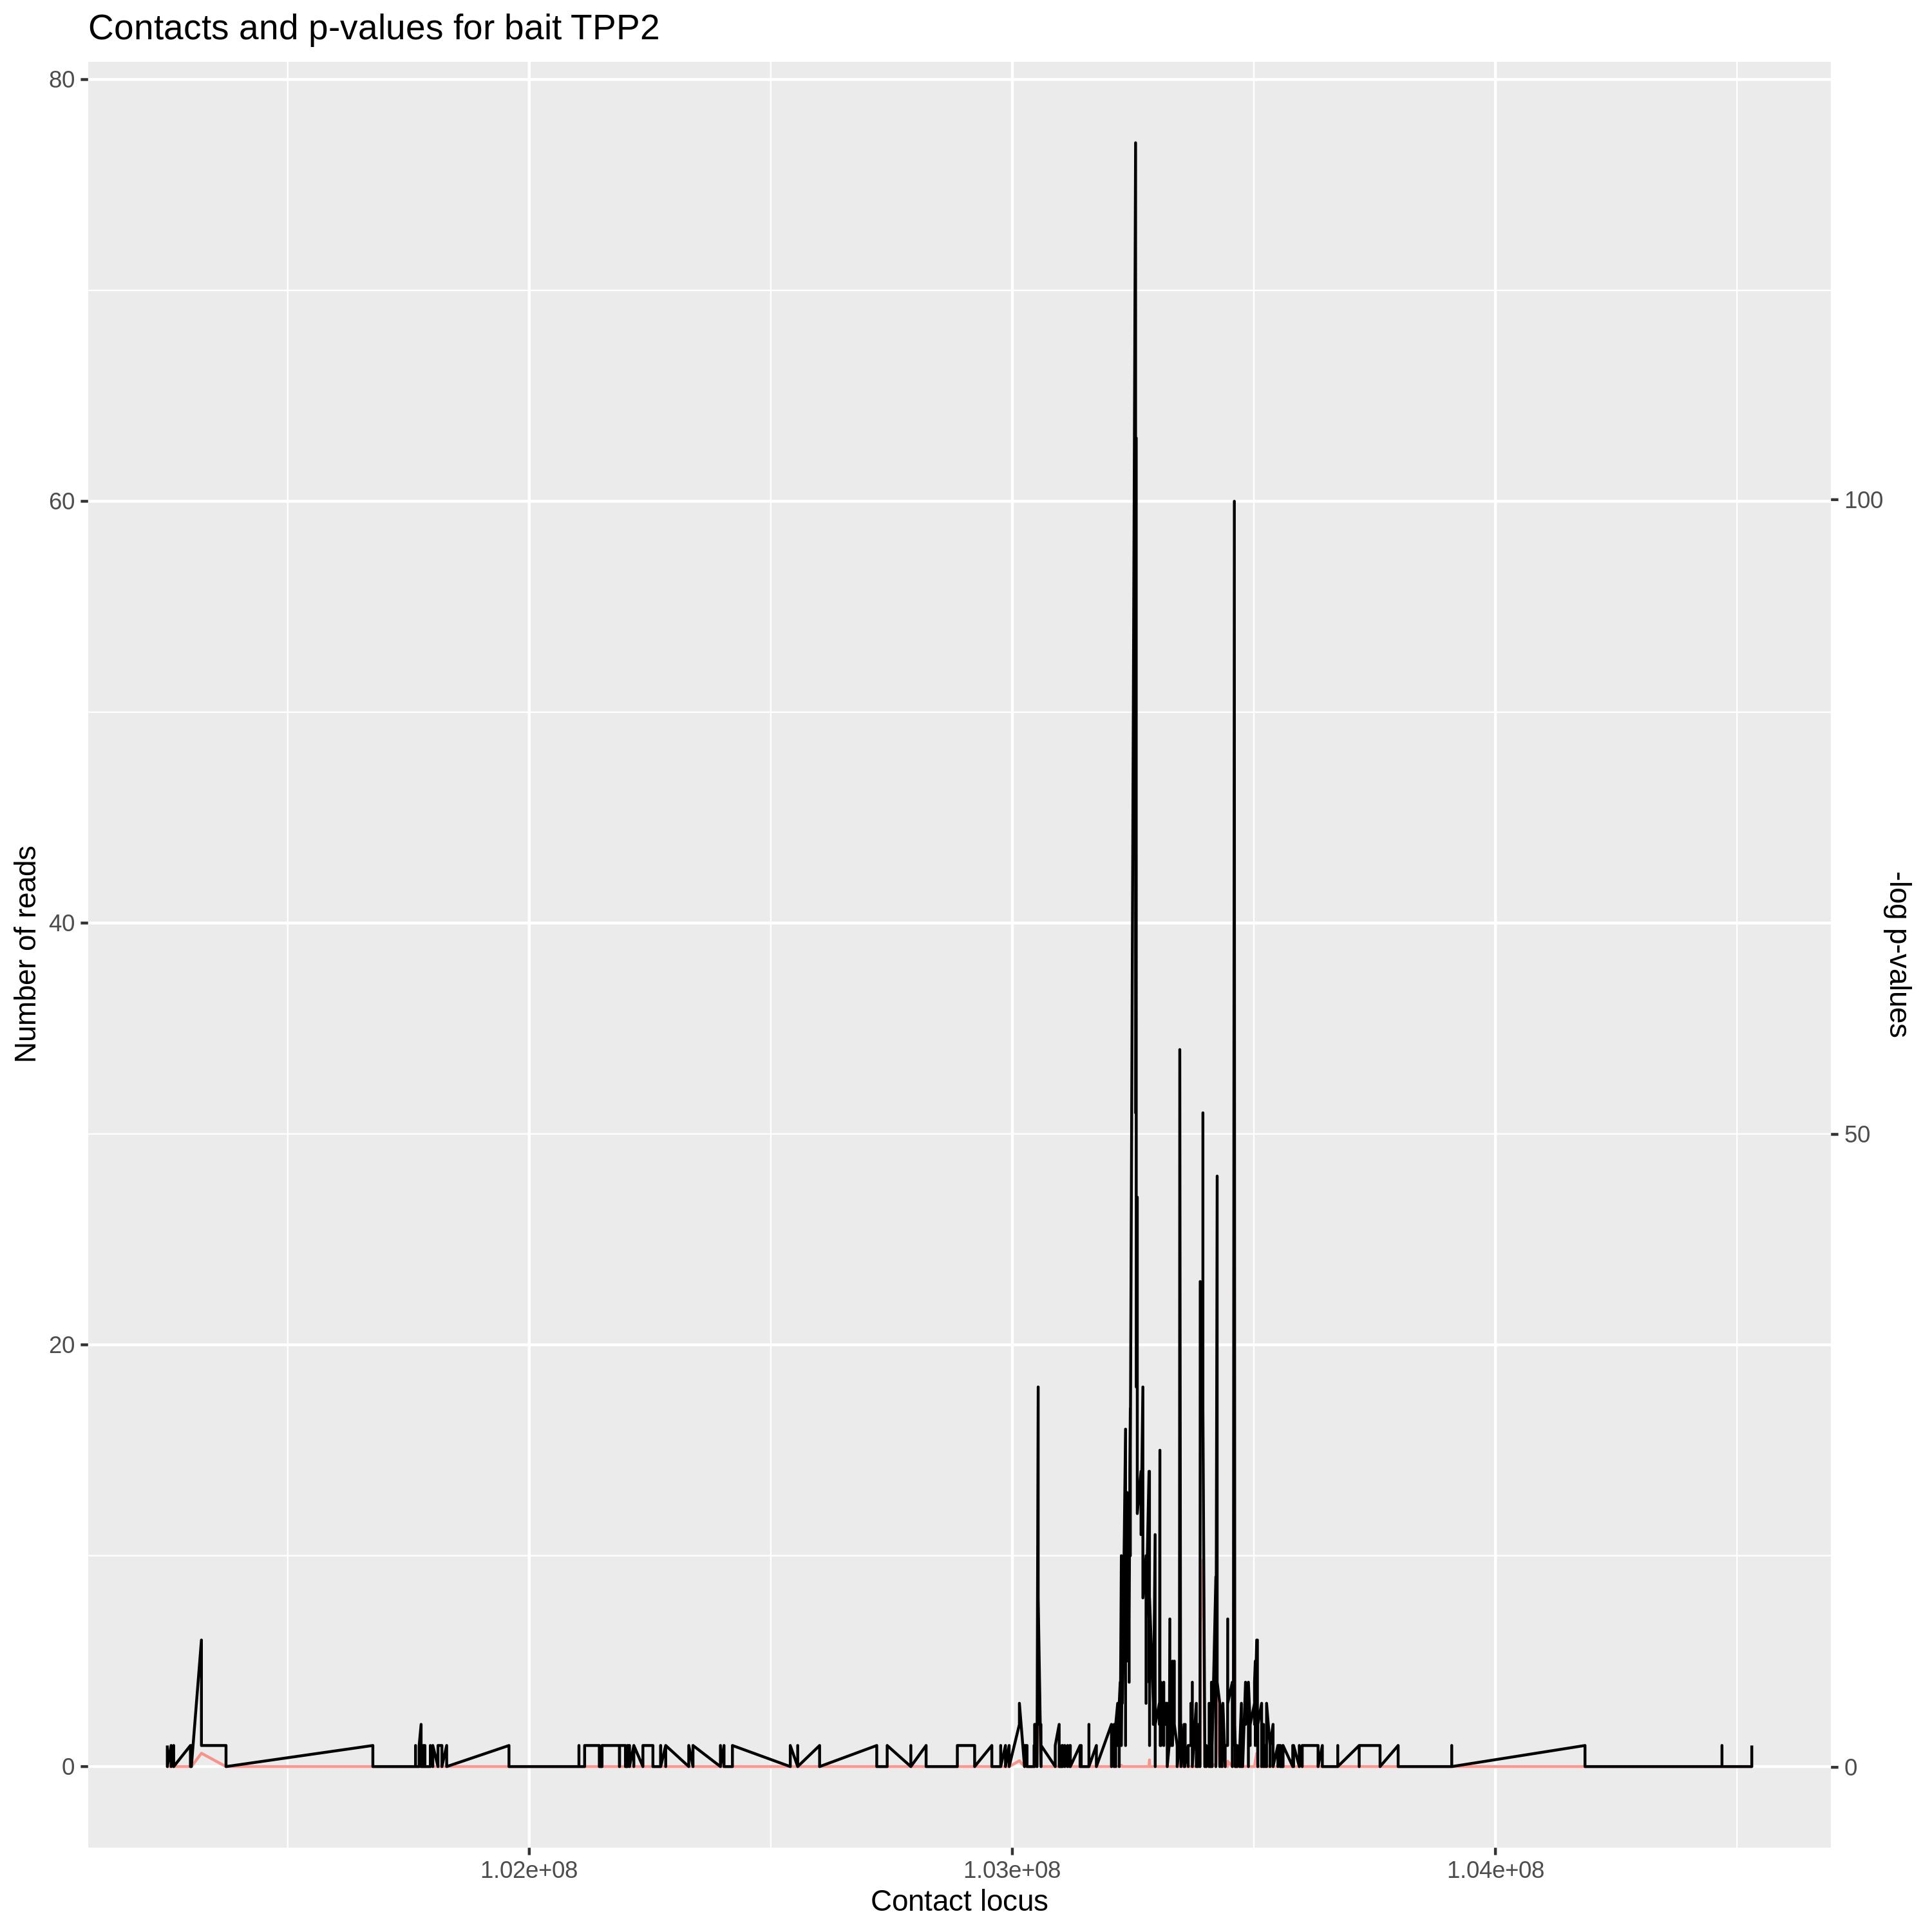 Contacts and p-values for bait TPP2
80
60
40
20
0
Number of reads
100
50
0
-log p-values
1.02e+08
1.03e+08
1.04e+08
Contact locus